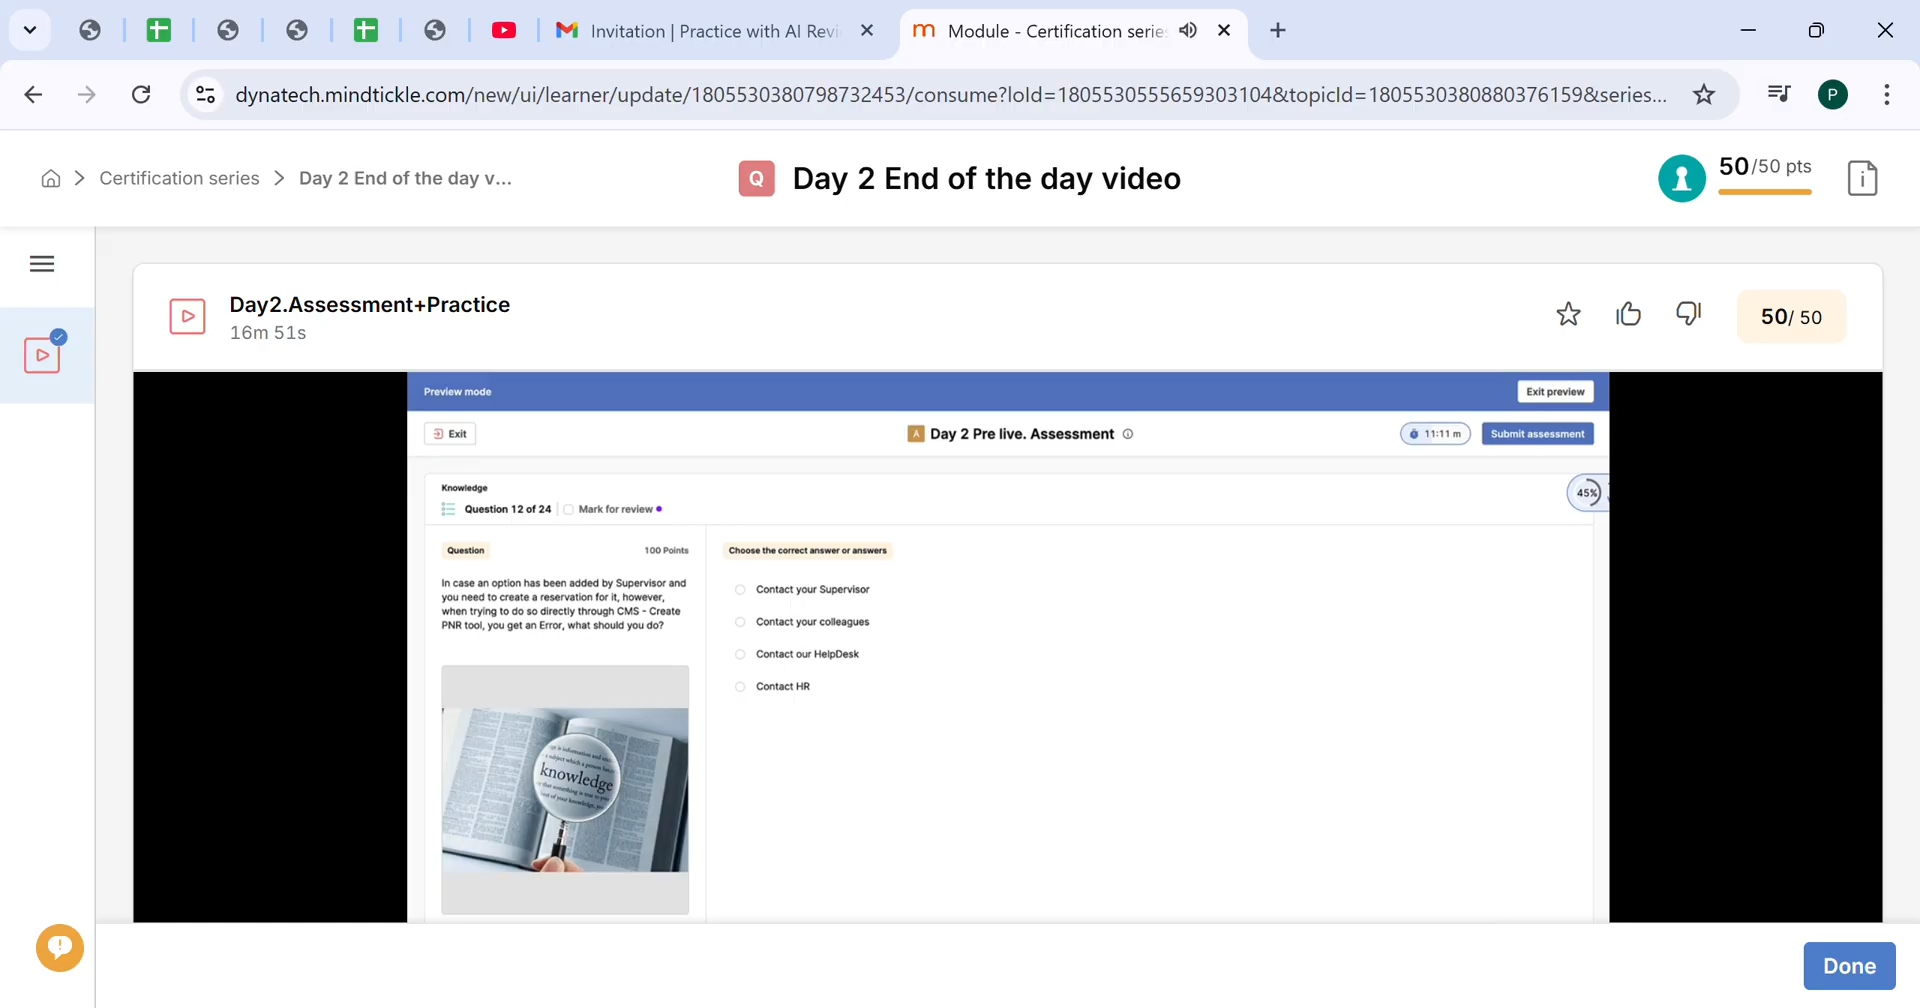 Invitation | Practice with AI Revi
Module - Certification series
dynatech.mindtickle.com/new/ui/learner/update/1805530380798732453/consume?loId=1805530555659303104&topicId=1805530380880376159&series...
P
Certification series
Day 2 End of the day v...
Q
Day 2 End of the day video
50/50 pts
Day2.Assessment+Practice
16m 51s
50/ 50
Preview mode
Exit preview
Exit
A
Day 2 Pre live. Assessment
11:11 m
Submit assessment
Knowledge
45%
Question 12 of 24
Mark for review
Question
100 Points
Choose the correct answer or answers
In case an option has been added by Supervisor and
you need to create a reservation for it, however,
when trying to do so directly through CMS - Create
PNR tool, you get an Error, what should you do?
Contact your Supervisor
Contact your colleagues
Contact our HelpDesk
Contact HR
knowledge
Done